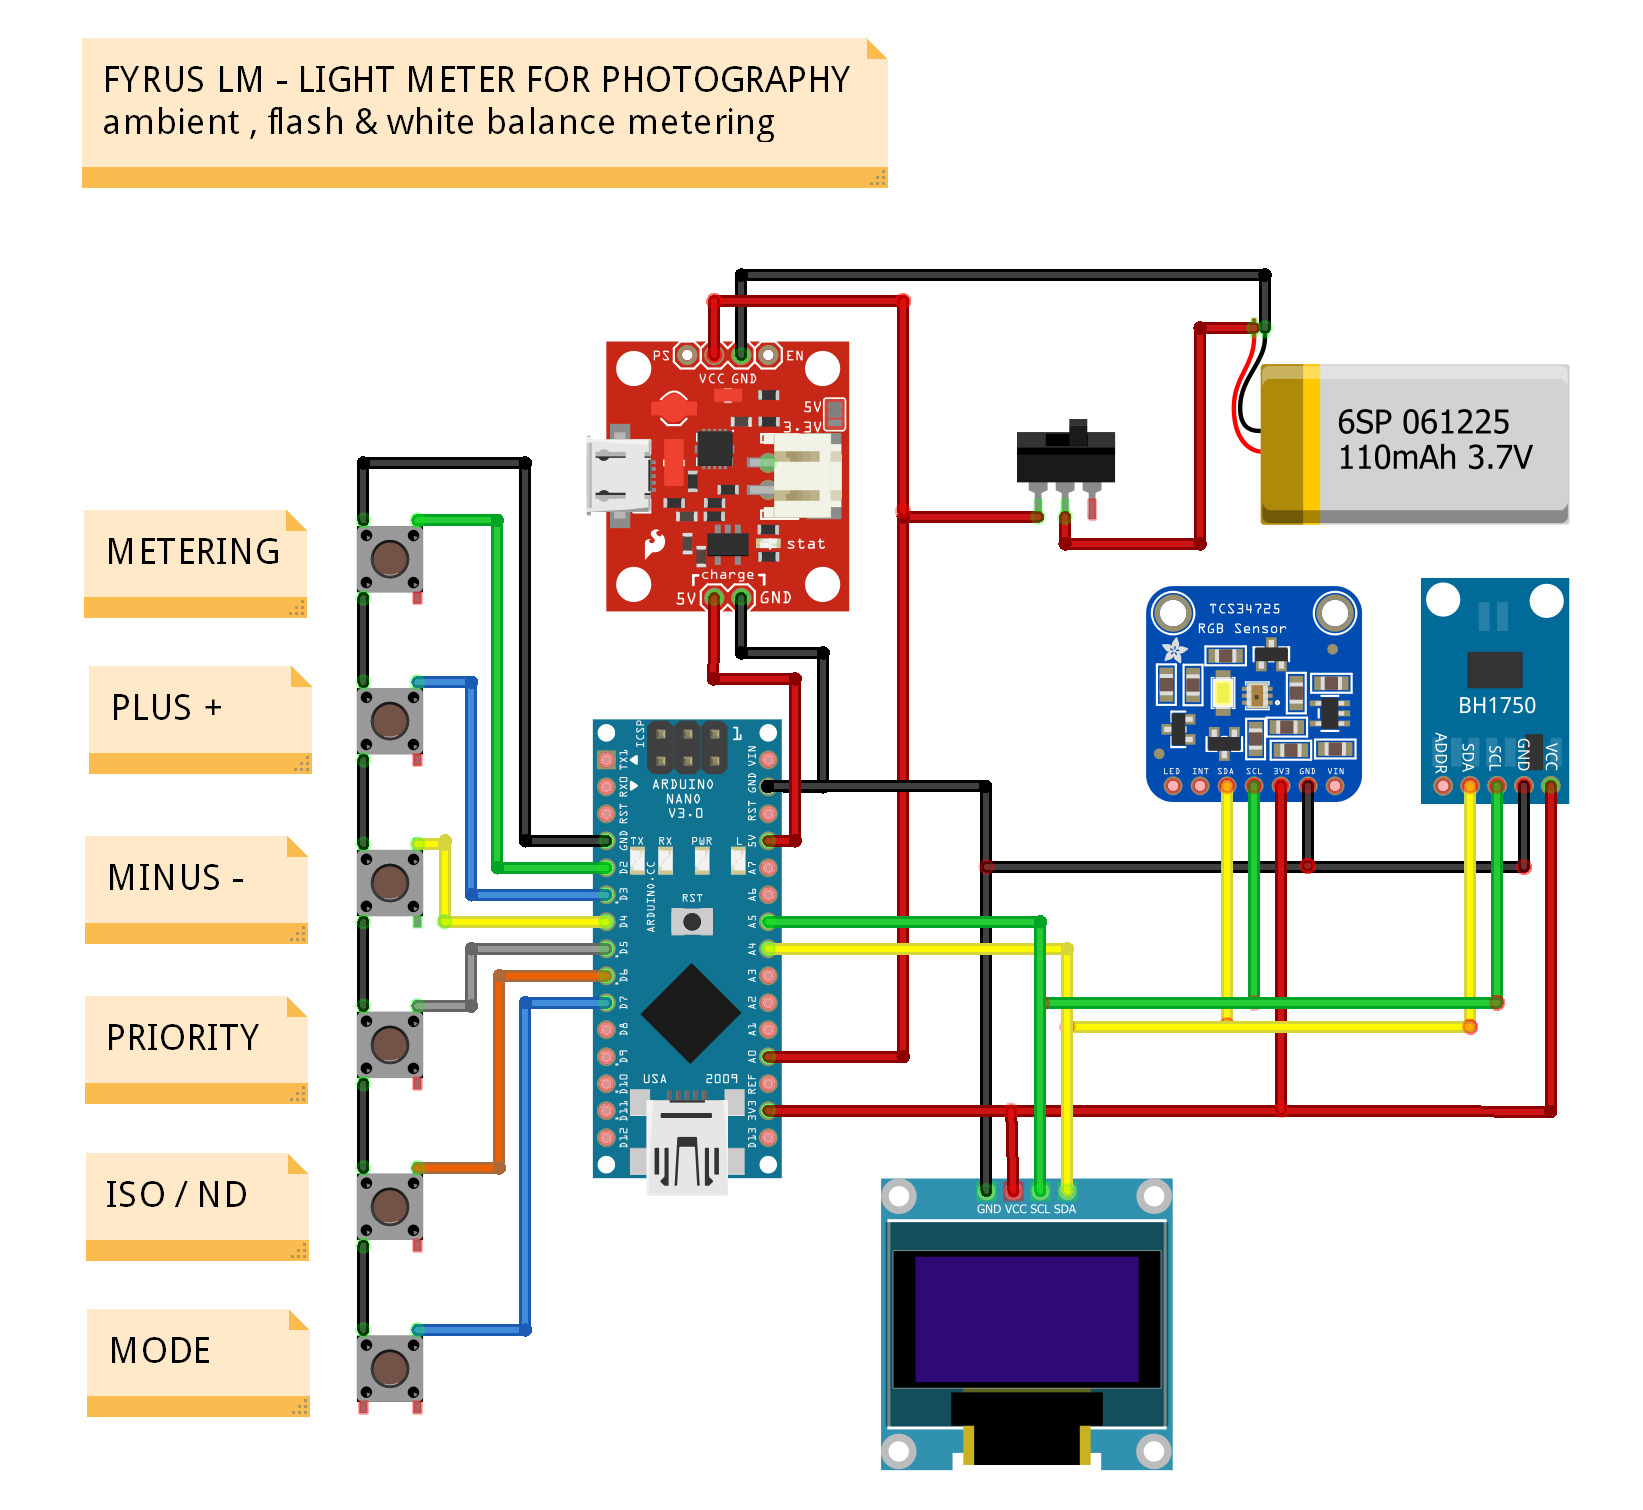 FYRUS LM - LIGHT METER FOR PHOTOGRAPHY
ambient , flash & white balance metering
PS
EN
VCC GND
5V
3.3V
stat
charge
5V
GND
6SP 061225
110mAh 3.7V
METERING
PLUS +
MINUS -
PRIORITY
ISO / ND
MODE
ICSP
1
ARDUINO
NANO
V3.0
TX
RX
PWR
L
ARDUINO.CC
RST
USA
2009
TX1
RX0
RST
GND
D2
D3
D4
D5
D6
D7
D8
D9
D10
D11
D12
VIN
GND
RST
5V
A7
A6
A5
A4
A3
A2
A1
A0
REF
3V3
D13
TCS34725
RGB Sensor
LED
INT
SDA
SCL
3V3
GND
VIN
BH1750
ADDR
SDA
SCL
GND
VCC
GND VCC SCL SDA